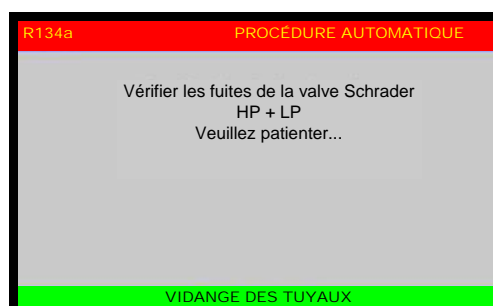 R134a PROCÉDURE AUTOMATIQUE
Vérifier les fuites de la valve Schrader
HP + LP
Veuillez patienter...
VIDANGE DES TUYAUX